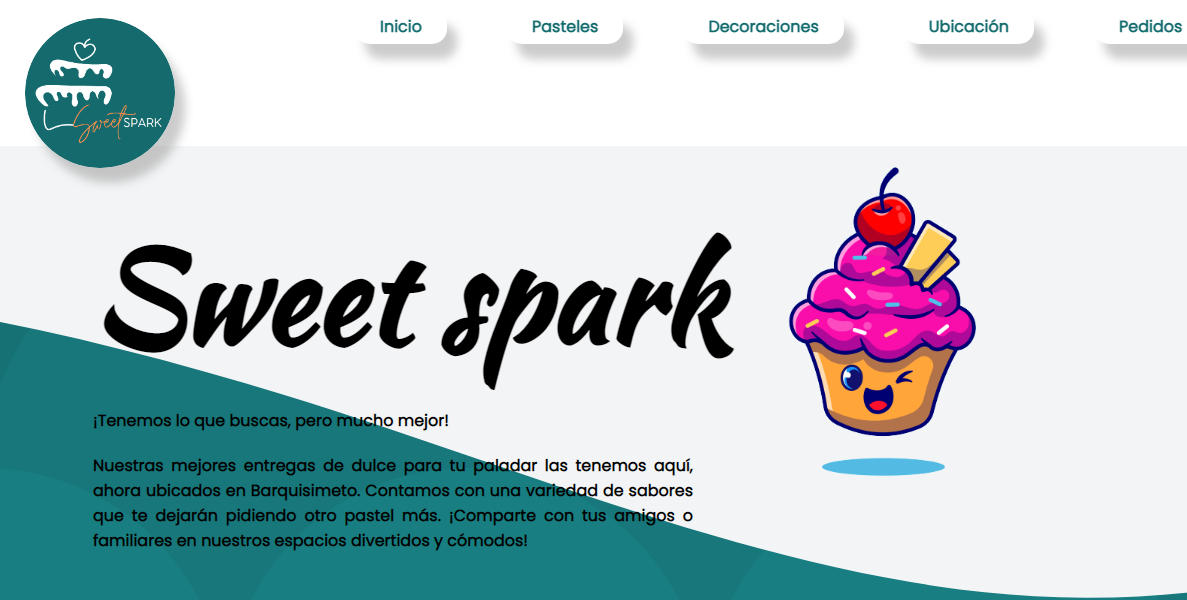 Inicio Pasteles Decoraciones Ubicación Pedidos
Sweet SPARK
Sweet spark
¡Tenemos lo que buscas, pero mucho mejor!
Nuestras mejores entregas de dulce para tu paladar las tenemos aquí,
ahora ubicados en Barquisimeto. Contamos con una variedad de sabores
que te dejarán pidiendo otro pastel más. ¡Comparte con tus amigos o
familiares en nuestros espacios divertidos y cómodos!